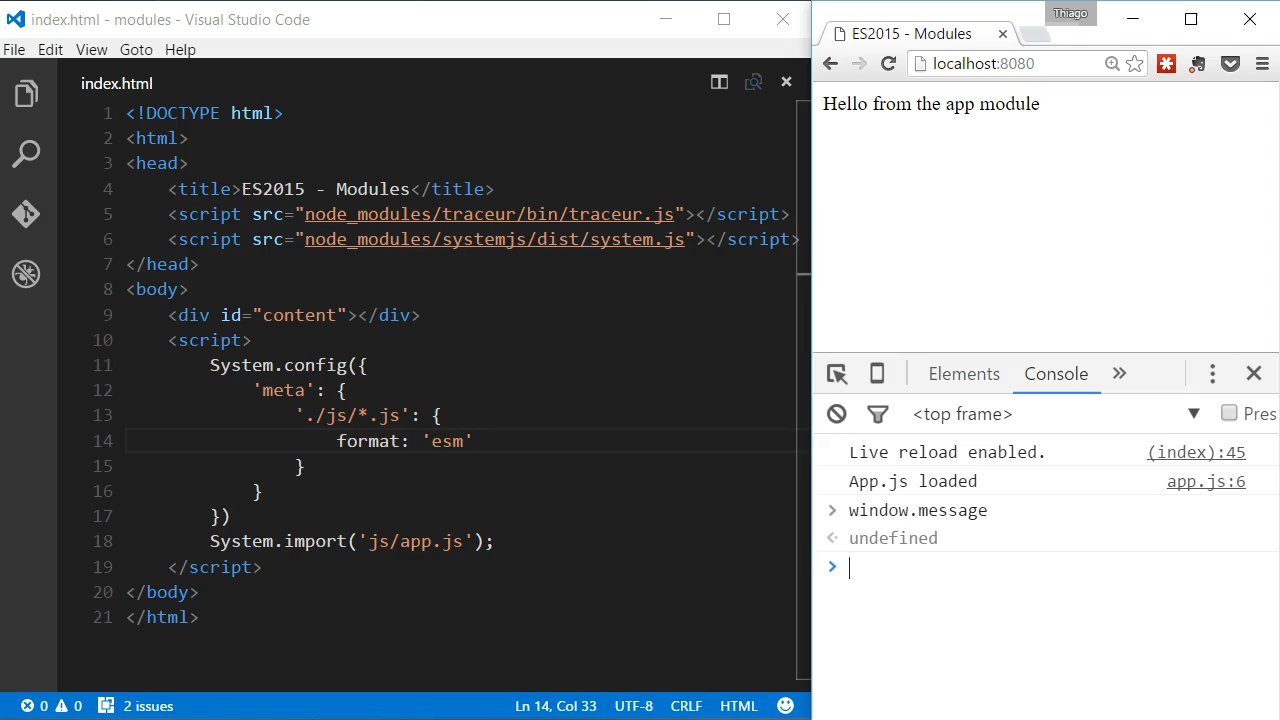 index.html - modules - Visual Studio Code
File Edit View Goto Help
index.html
1 <!DOCTYPE html>
2 <html>
3 <head>
4     <title>ES2015 - Modules</title>
5     <script src="node_modules/traceur/bin/traceur.js"></script>
6     <script src="node_modules/systemjs/dist/system.js"></script>
7 </head>
8 <body>
9     <div id="content"></div>
10     <script>
11         System.config({
12             'meta': {
13                 './js/*.js': {
14                     format: 'esm'
15                 }
16             }
17         })
18         System.import('js/app.js');
19     </script>
20 </body>
21 </html>
0 0 2 issues Ln 14, Col 33 UTF-8 CRLF HTML
Thiago
ES2015 - Modules
localhost:8080
Hello from the app module
Elements Console
<top frame> Pres
Live reload enabled. (index):45
App.js loaded app.js:6
> window.message
undefined
>